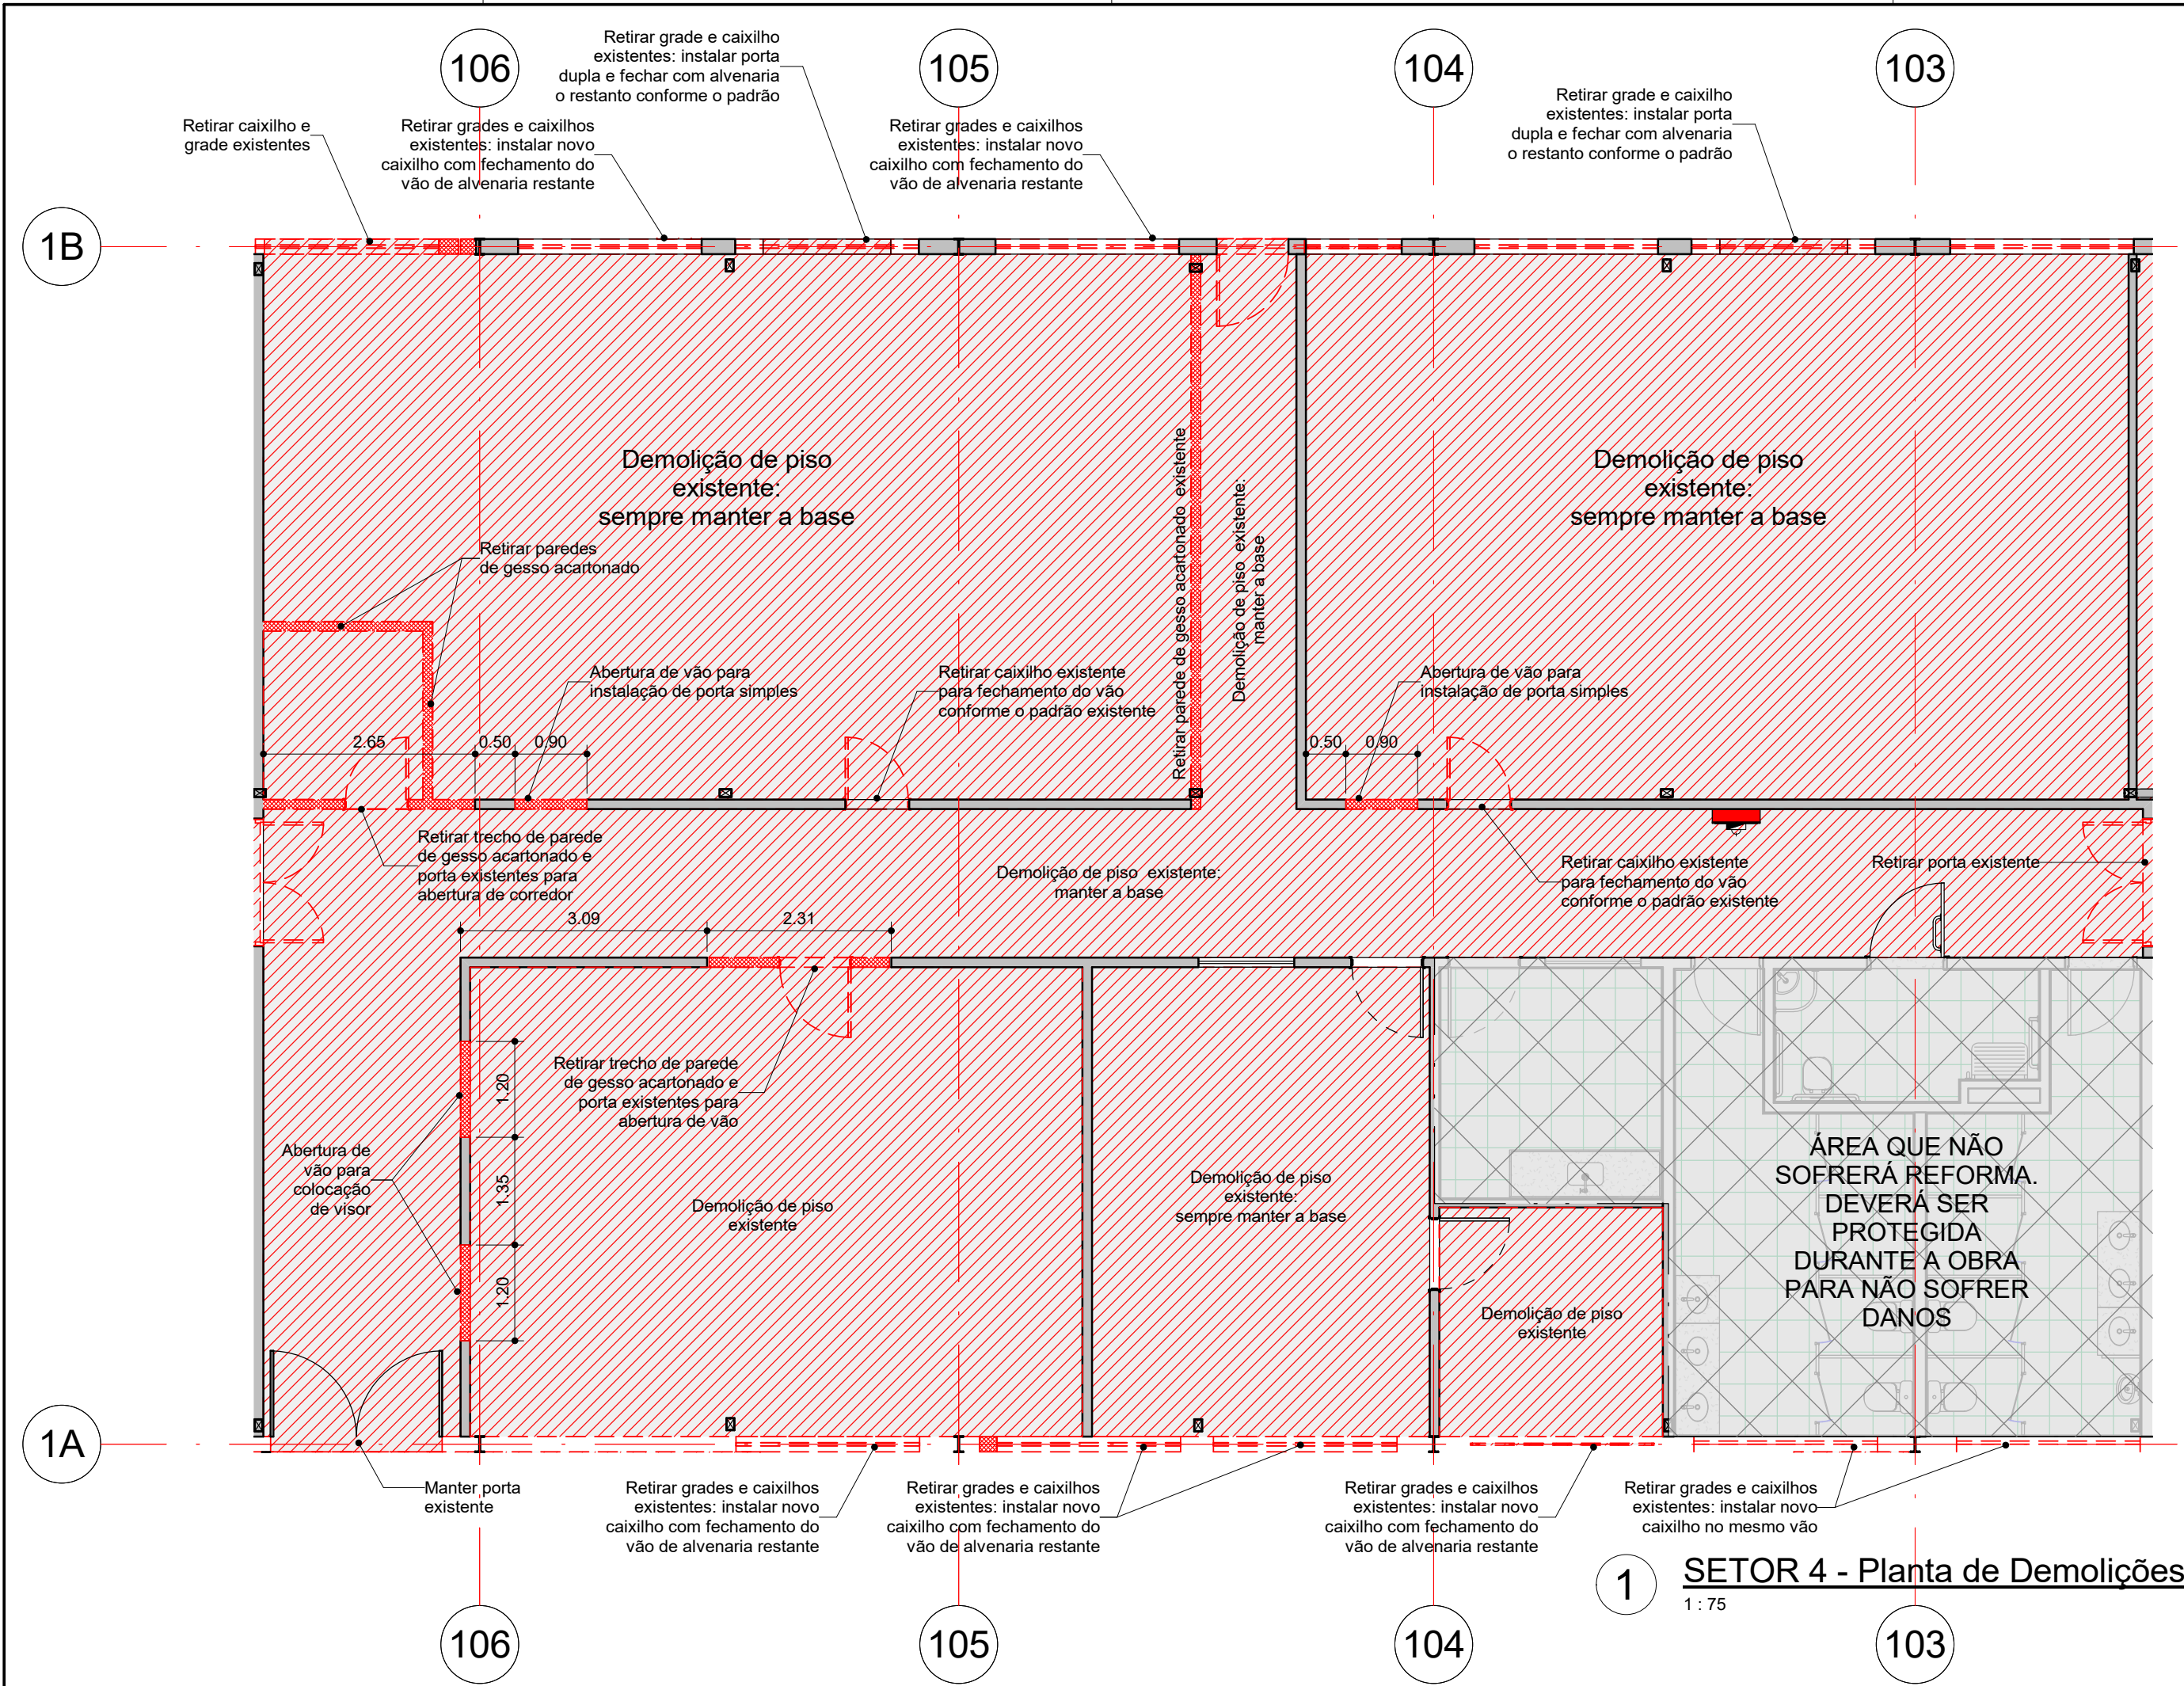 106
105
104
103
Retirar grade e caixilho
existentes: instalar porta
dupla e fechar com alvenaria
o restanto conforme o padrão
Retirar grade e caixilho
existentes: instalar porta
dupla e fechar com alvenaria
o restanto conforme o padrão
Retirar caixilho e
grade existentes
Retirar grades e caixilhos
existentes: instalar novo
caixilho com fechamento do
vão de alvenaria restante
Retirar grades e caixilhos
existentes: instalar novo
caixilho com fechamento do
vão de alvenaria restante
1B
Demolição de piso
existente:
sempre manter a base
Retirar parede de gesso acartonado existente
Demolição de piso existente:
manter a base
Demolição de piso
existente:
sempre manter a base
Retirar paredes
de gesso acartonado
Abertura de vão para
instalação de porta simples
Retirar caixilho existente
para fechamento do vão
conforme o padrão existente
Abertura de vão para
instalação de porta simples
2.65
0.50
0.90
0.50
0.90
Retirar trecho de parede
de gesso acartonado e
porta existentes para
abertura de corredor
Demolição de piso existente:
manter a base
Retirar caixilho existente
para fechamento do vão
conforme o padrão existente
Retirar porta existente
3.09
2.31
Retirar trecho de parede
de gesso acartonado e
porta existentes para
abertura de vão
1.20
1.35
1.20
Abertura de
vão para
colocação
de visor
Demolição de piso
existente
Demolição de piso
existente:
sempre manter a base
Demolição de piso
existente
ÁREA QUE NÃO
SOFRERÁ REFORMA.
DEVERÁ SER
PROTEGIDA
DURANTE A OBRA
PARA NÃO SOFRER
DANOS
1A
Manter porta
existente
Retirar grades e caixilhos
existentes: instalar novo
caixilho com fechamento do
vão de alvenaria restante
Retirar grades e caixilhos
existentes: instalar novo
caixilho com fechamento do
vão de alvenaria restante
Retirar grades e caixilhos
existentes: instalar novo
caixilho com fechamento do
vão de alvenaria restante
Retirar grades e caixilhos
existentes: instalar novo
caixilho no mesmo vão
1
SETOR 4 - Planta de Demolições
1 : 75
106
105
104
103